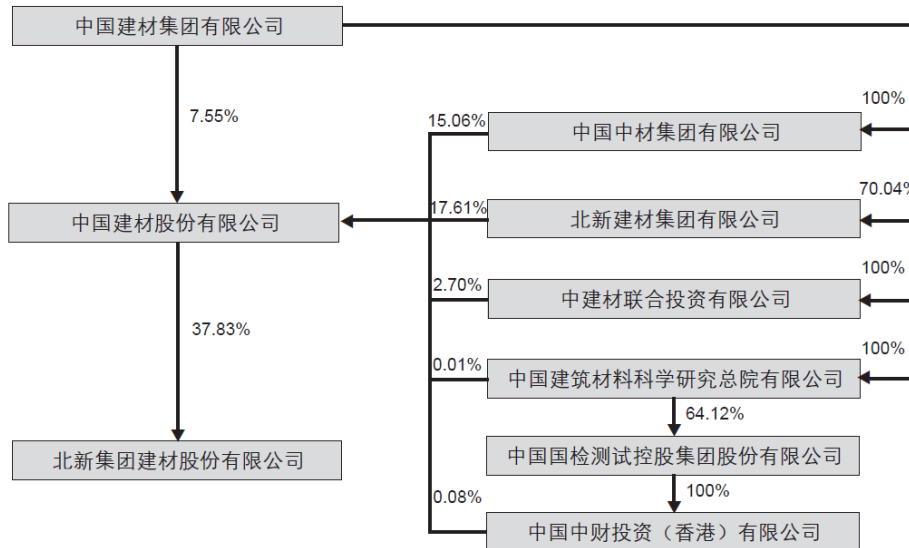 中国建材集团有限公司
7.55%
100%
15.06%
中国中材集团有限公司
70.04%
中国建材股份有限公司
17.61%
北新建材集团有限公司
100%
2.70%
中建材联合投资有限公司
37.83%
100%
0.01%
中国建筑材料科学研究总院有限公司
64.12%
北新集团建材股份有限公司
中国国检测试控股集团股份有限公司
0.08%
100%
中国中财投资（香港）有限公司